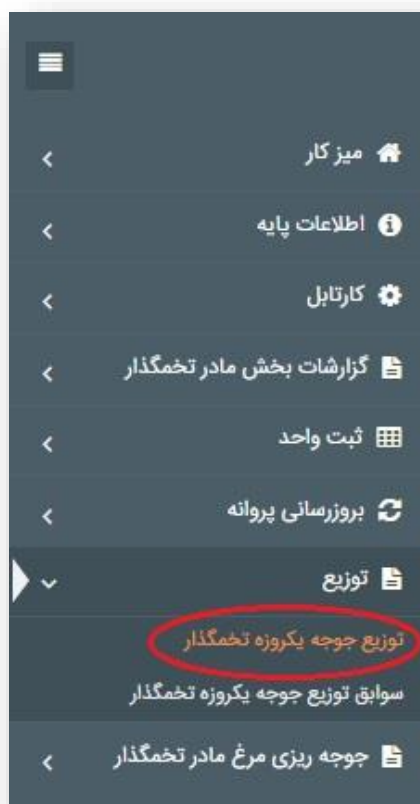 میز کار
اطلاعات پایه
کارتابل
گزارشات بخش مادر تخمگذار
ثبت واحد
بروزرسانی پروانه
توزیع
توزیع جوجه یکروزه تخمگذار
سوابق توزیع جوجه یکروزه تخمگذار
جوجه ریزی مرغ مادر تخمگذار